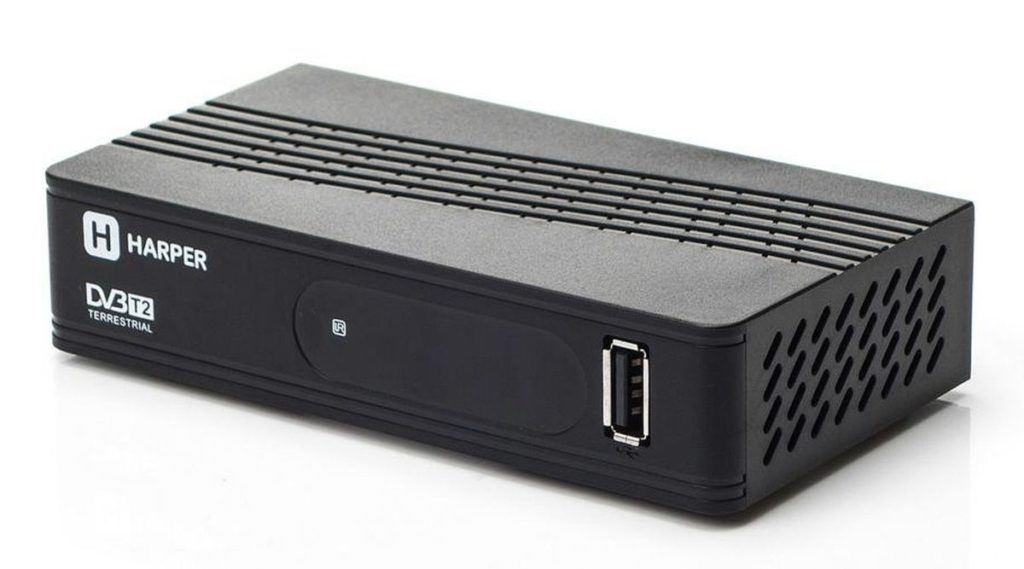 H HARPER
DVB T2
TERRESTRIAL
IR